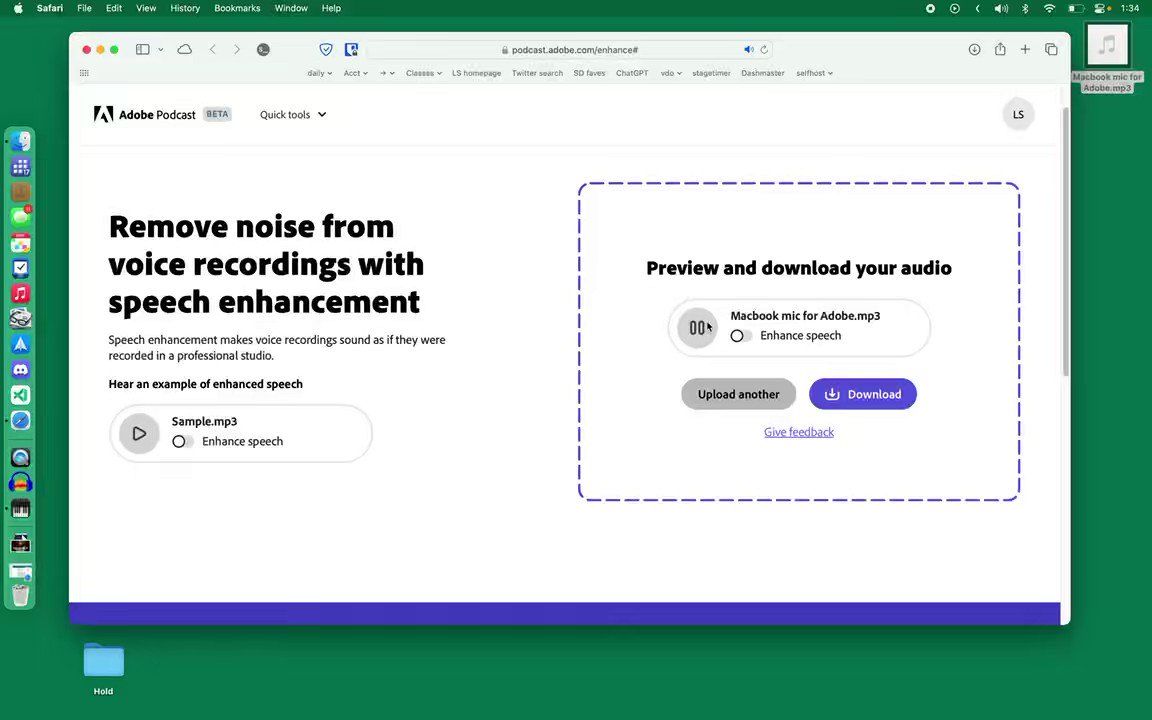 Safari File Edit View History Bookmarks Window Help 1:34
podcast.adobe.com/enhance#
daily Acct Classes LS homepage Twitter search SD faves ChatGPT vdo stagetimer Dashmaster selfhost
Macbook mic for
Adobe.mp3
Adobe Podcast BETA Quick tools LS
Remove noise from
voice recordings with
speech enhancement
Speech enhancement makes voice recordings sound as if they were
recorded in a professional studio.
Hear an example of enhanced speech
Sample.mp3
Enhance speech
Preview and download your audio
Macbook mic for Adobe.mp3
Enhance speech
Upload another Download
Give feedback
Hold